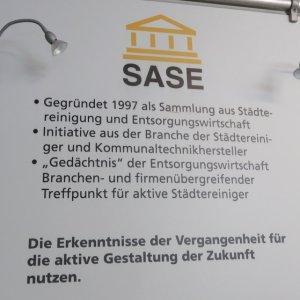 SASE
• Gegründet 1997 als Sammlung aus Städte-
reinigung und Entsorgungswirtschaft
• Initiative aus der Branche der Städtereini-
ger und Kommunaltechnikhersteller
• „Gedächtnis“ der Entsorgungswirtschaft
Branchen- und firmenübergreifender
Treffpunkt für aktive Städtereiniger
Die Erkenntnisse der Vergangenheit für
die aktive Gestaltung der Zukunft
nutzen.